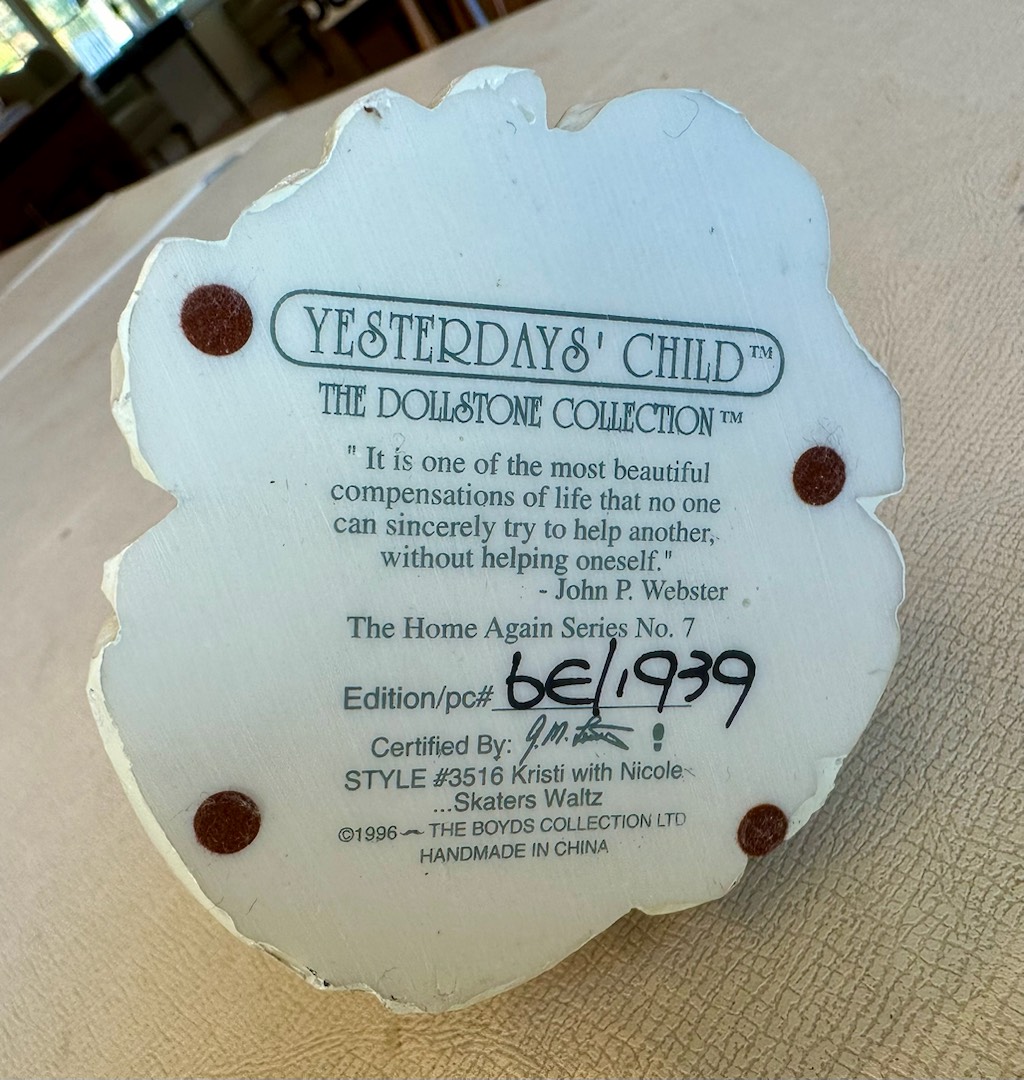 YESTERDAYS' CHILD™
THE DOLLSTONE COLLECTION™
" It is one of the most beautiful
compensations of life that no one
can sincerely try to help another,
without helping oneself."
- John P. Webster
The Home Again Series No. 7
Edition/pc# 6E/1939
Certified By: J.M.
STYLE #3516 Kristi with Nicole
...Skaters Waltz
©1996 THE BOYDS COLLECTION LTD
HANDMADE IN CHINA